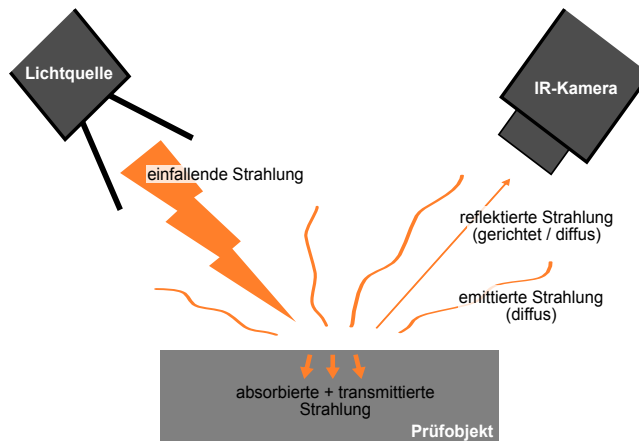 Lichtquelle
IR-Kamera
einfallende Strahlung
reflektierte Strahlung
(gerichtet / diffus)
emittierte Strahlung
(diffus)
absorbierte + transmittierte
Strahlung
Prüfobjekt